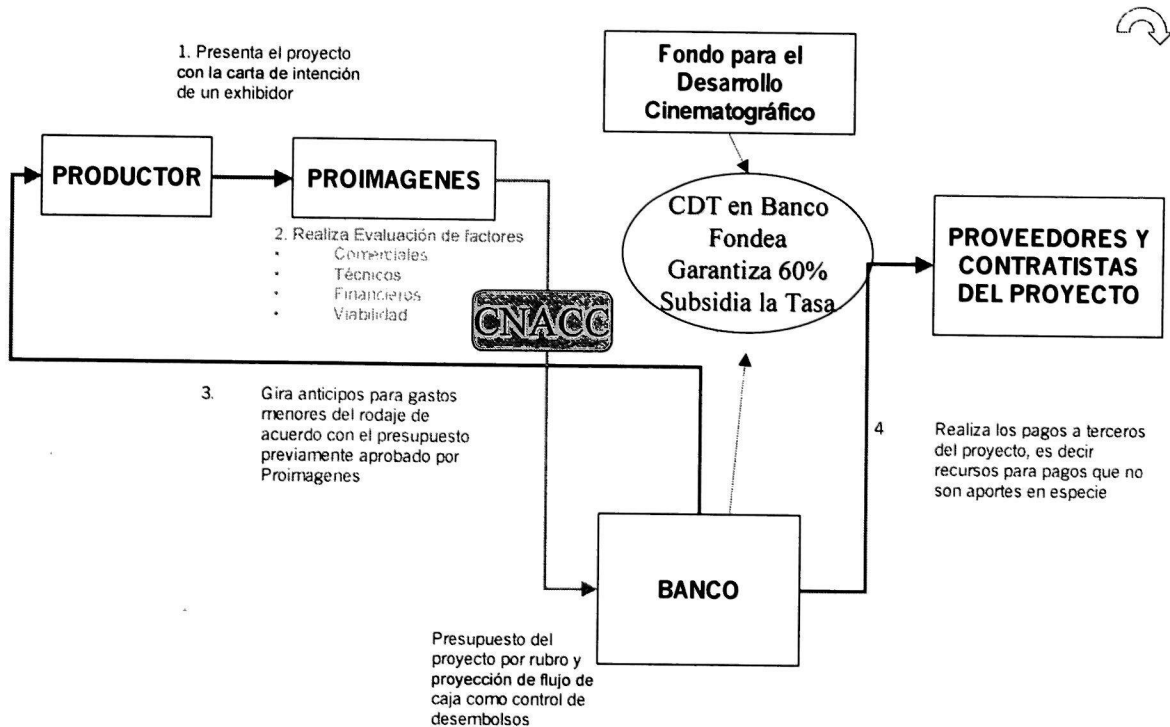 1. Presenta el proyecto
con la carta de intención
de un exhibidor
Fondo para el
Desarrollo
Cinematográfico
PRODUCTOR
PROIMAGENES
2. Realiza Evaluación de factores
• Comerciales
• Técnicos
• Financieros
• Viabilidad
CDT en Banco
Fondea
Garantiza 60%
Subsidia la Tasa
PROVEEDORES Y
CONTRATISTAS
DEL PROYECTO
CNACC
3. Gira anticipos para gastos
menores del rodaje de
acuerdo con el presupuesto
previamente aprobado por
Proimagenes
4 Realiza los pagos a terceros
del proyecto, es decir
recursos para pagos que no
son aportes en especie
BANCO
Presupuesto del
proyecto por rubro y
proyección de flujo de
caja como control de
desembolsos